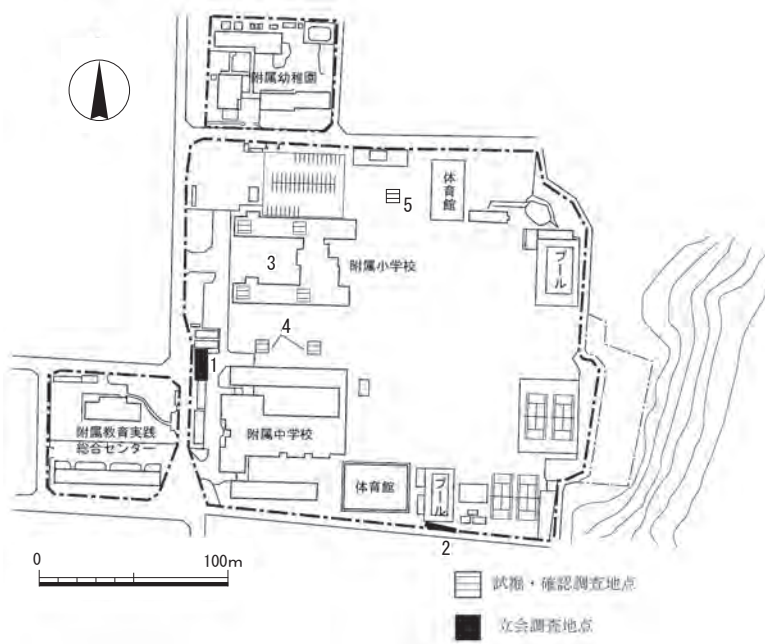 附属幼稚園
体育館
5
プール
3
附属小学校
4
1
附属教育実践
総合センター
附属中学校
体育館
プール
2
0
100m
試掘・確認調査地点
立会調査地点